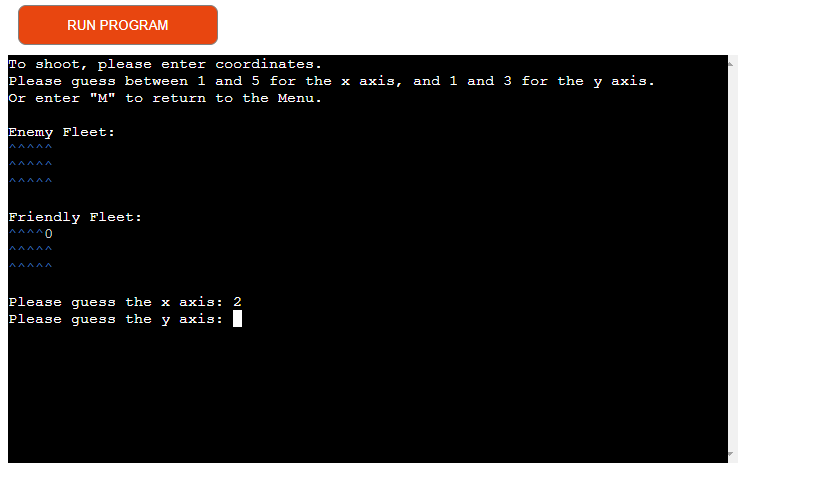 RUN PROGRAM
To shoot, please enter coordinates.
Please guess between 1 and 5 for the x axis, and 1 and 3 for the y axis.
Or enter "M" to return to the Menu.
Enemy Fleet:
^^^^^
^^^^^
^^^^^
Friendly Fleet:
^^^^O
^^^^^
^^^^^
Please guess the x axis: 2
Please guess the y axis: